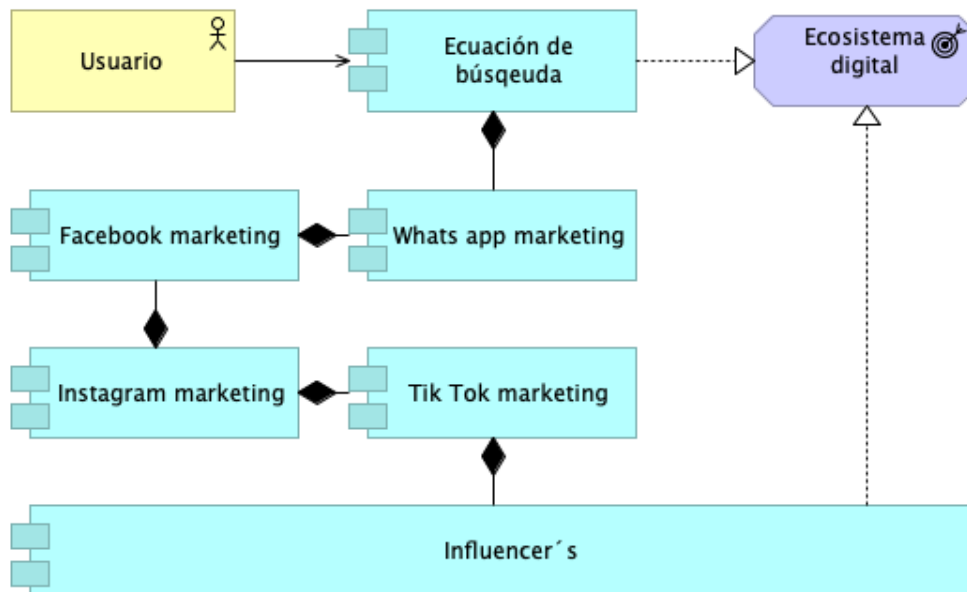 Usuario
Ecuación de
búsqeuda
Ecosistema
digital
Facebook marketing
Whats app marketing
Instagram marketing
Tik Tok marketing
Influencer´s